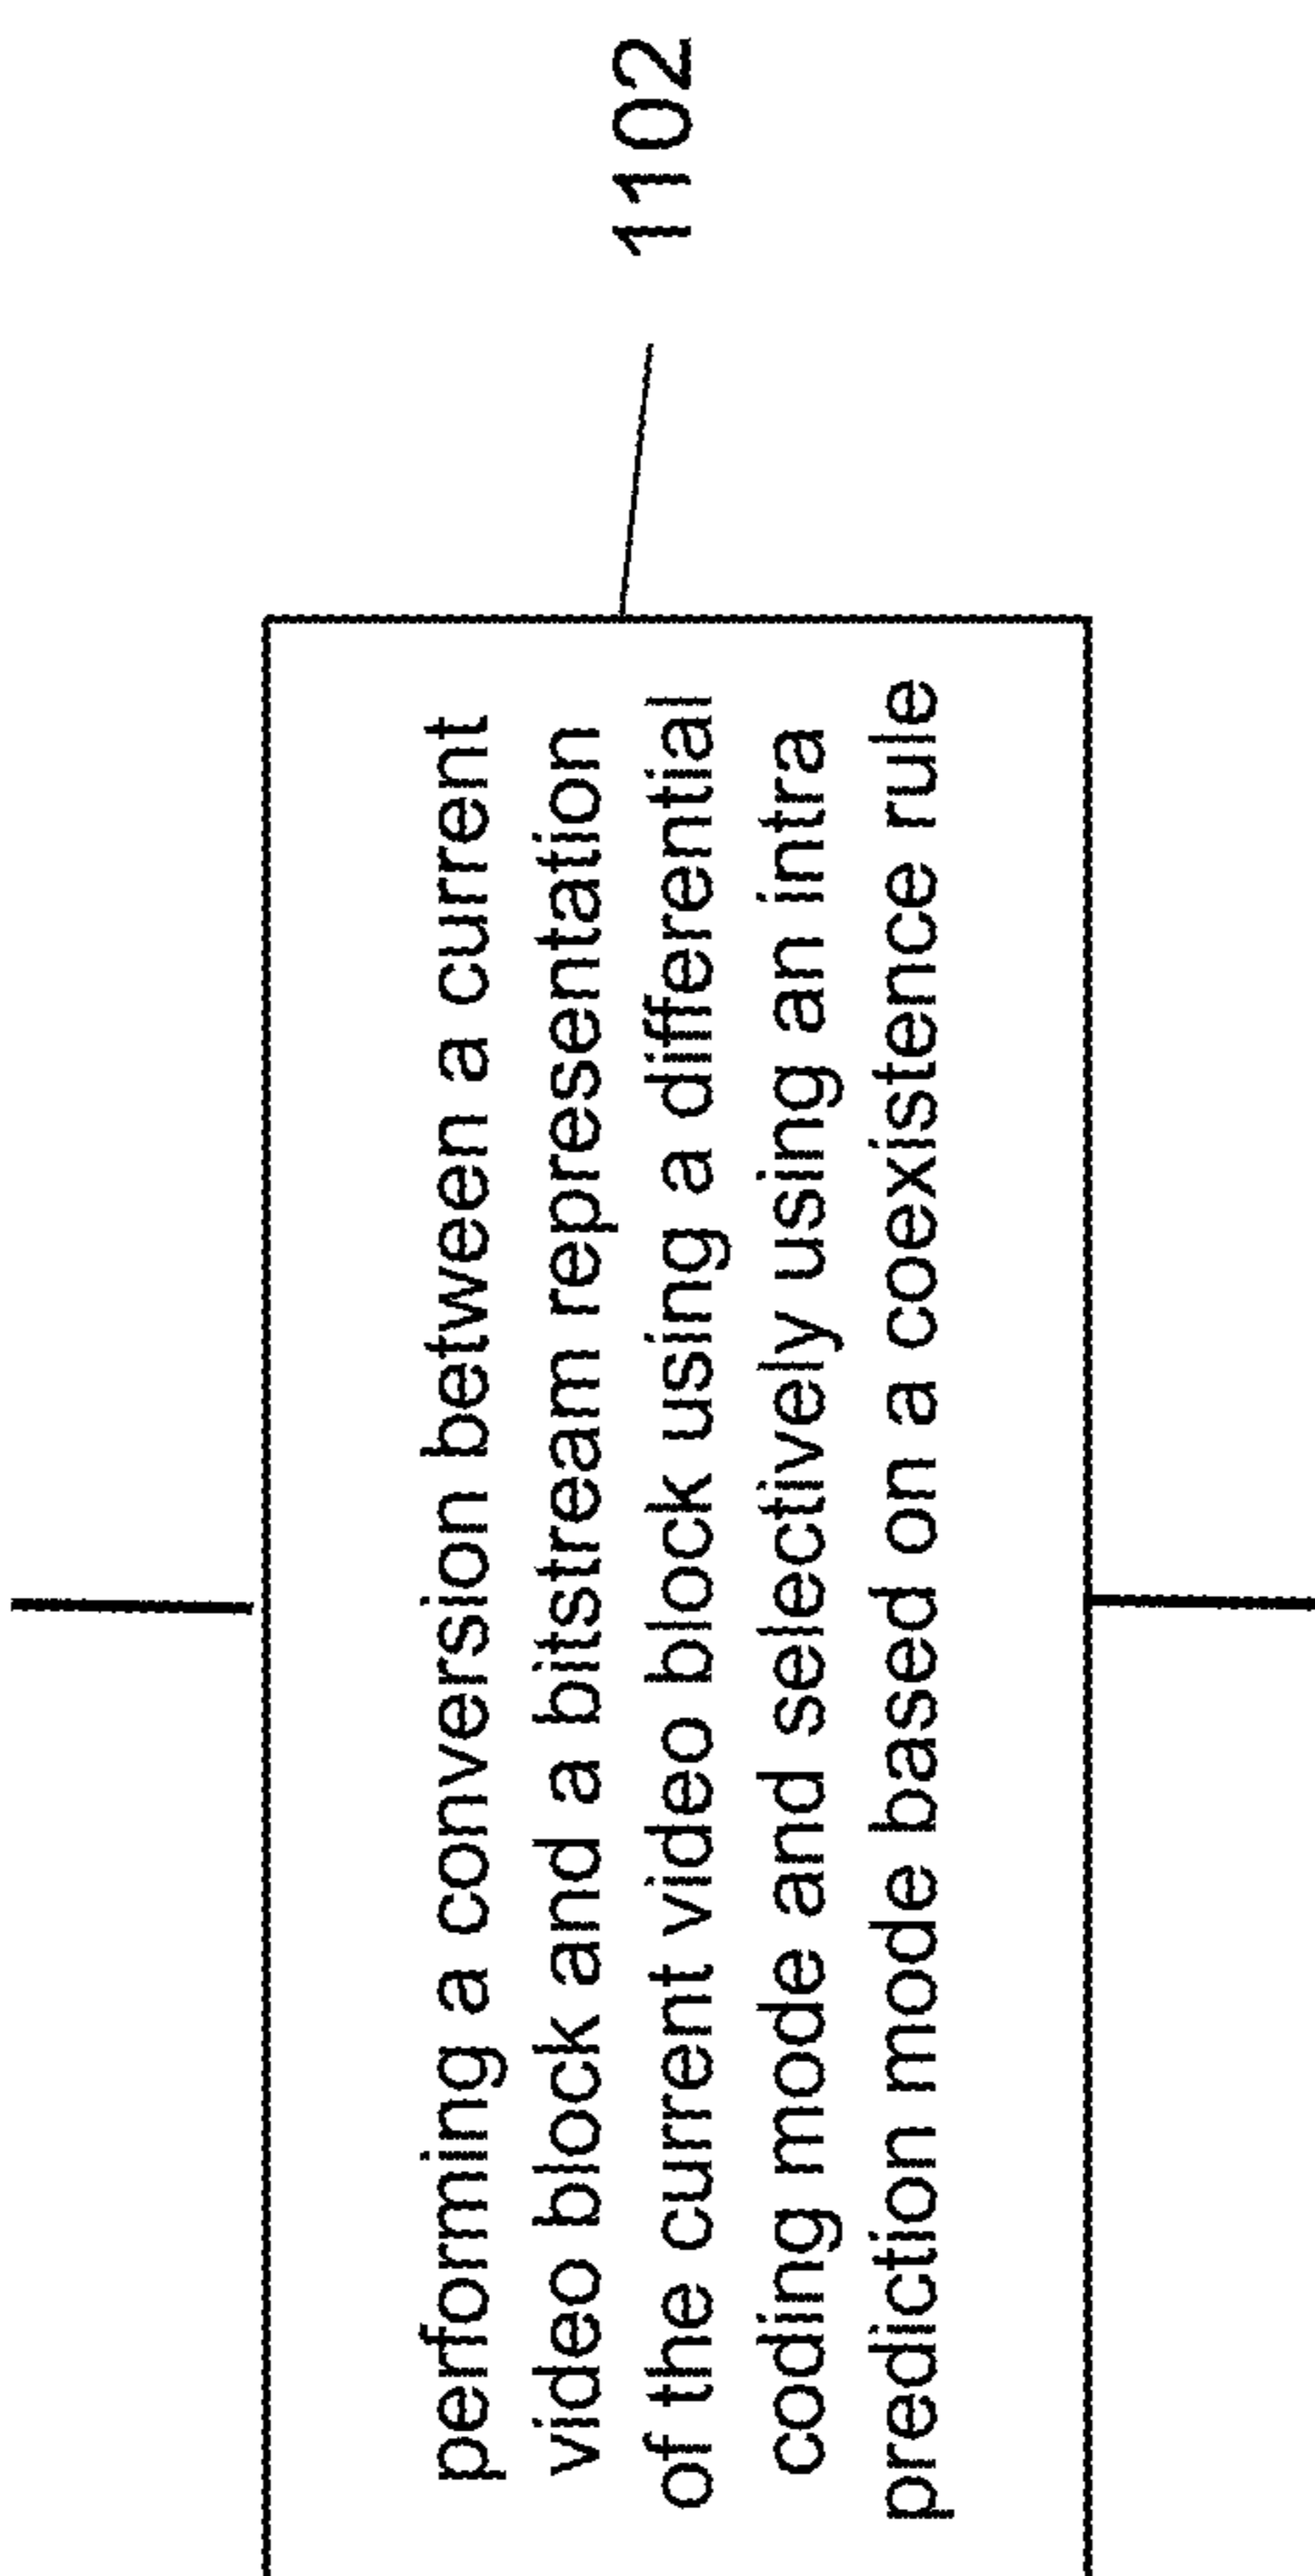 performing a conversion between a current
video block and a bitstream representation
of the current video block using a differential
coding mode and selectively using an intra
prediction mode based on a coexistence rule
1102